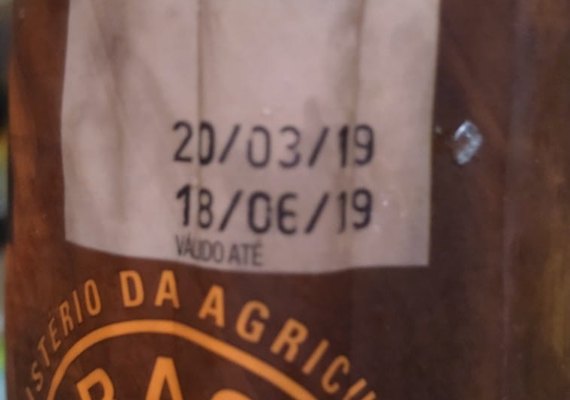 20/03/19
18/06/19
VÁLIDO ATÉ
ISTÉRIO DA AGRICU